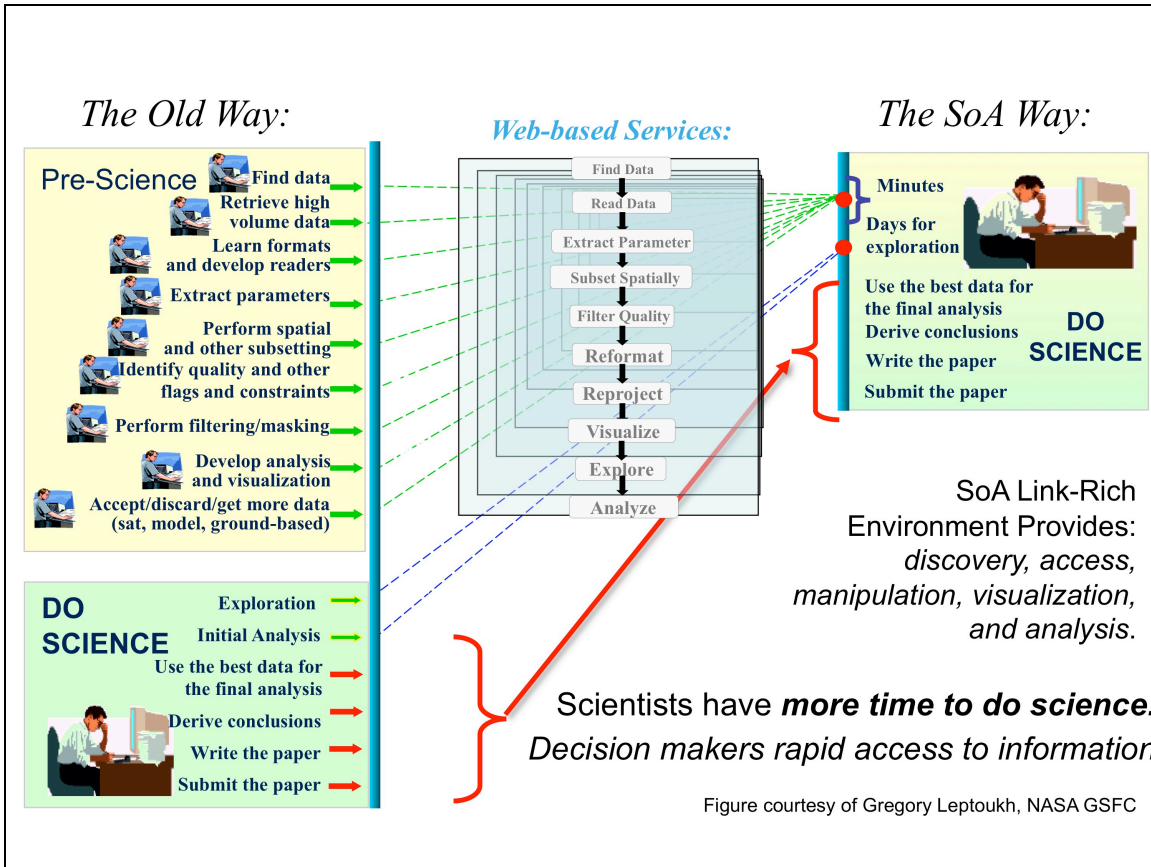 The Old Way:
Pre-Science
Find data
Retrieve high
volume data
Learn formats
and develop readers
Extract parameters
Perform spatial
and other subsetting
Identify quality and other
flags and constraints
Perform filtering/masking
Develop analysis
and visualization
Accept/discard/get more data
(sat, model, ground-based)
DO
SCIENCE
Exploration
Initial Analysis
Use the best data for
the final analysis
Derive conclusions
Write the paper
Submit the paper
Web-based Services:
Find Data
Read Data
Extract Parameter
Subset Spatially
Filter Quality
Reformat
Reproject
Visualize
Explore
Analyze
The SoA Way:
Minutes
Days for
exploration
Use the best data for
the final analysis
Derive conclusions
Write the paper
Submit the paper
DO
SCIENCE
SoA Link-Rich
Environment Provides:
discovery, access,
manipulation, visualization,
and analysis.
Scientists have more time to do science.
Decision makers rapid access to information
Figure courtesy of Gregory Leptoukh, NASA GSFC